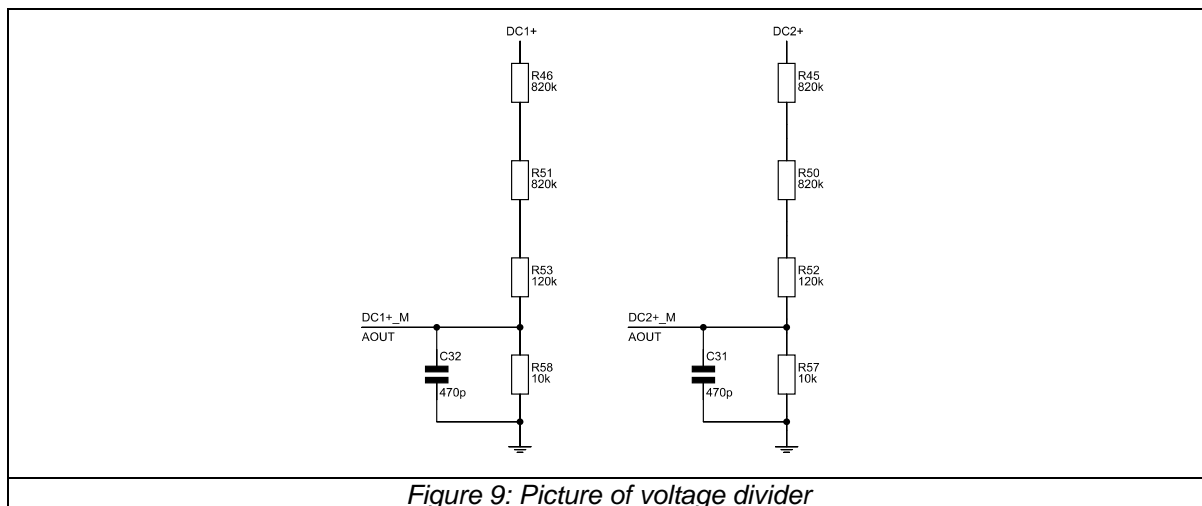 DC1+
DC2+
R46
820k
R45
820k
R51
820k
R50
820k
R53
120k
R52
120k
DC1+_M
AOUT
DC2+_M
AOUT
C32
470p
R58
10k
C31
470p
R57
10k
Figure 9: Picture of voltage divider